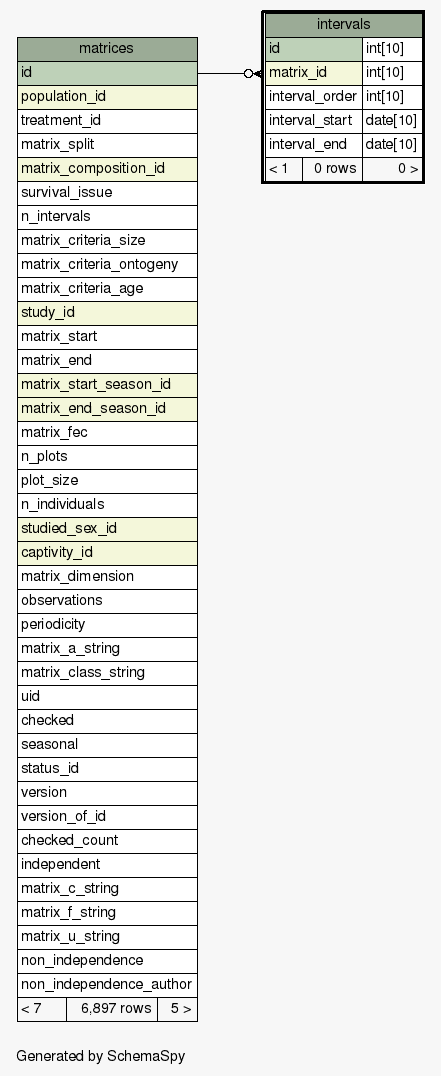 matrices
id
population_id
treatment_id
matrix_split
matrix_composition_id
survival_issue
n_intervals
matrix_criteria_size
matrix_criteria_ontogeny
matrix_criteria_age
study_id
matrix_start
matrix_end
matrix_start_season_id
matrix_end_season_id
matrix_fec
n_plots
plot_size
n_individuals
studied_sex_id
captivity_id
matrix_dimension
observations
periodicity
matrix_a_string
matrix_class_string
uid
checked
seasonal
status_id
version
version_of_id
checked_count
independent
matrix_c_string
matrix_f_string
matrix_u_string
non_independence
non_independence_author
< 7 6,897 rows 5 >
intervals
id int[10]
matrix_id int[10]
interval_order int[10]
interval_start date[10]
interval_end date[10]
< 1 0 rows 0 >
Generated by SchemaSpy